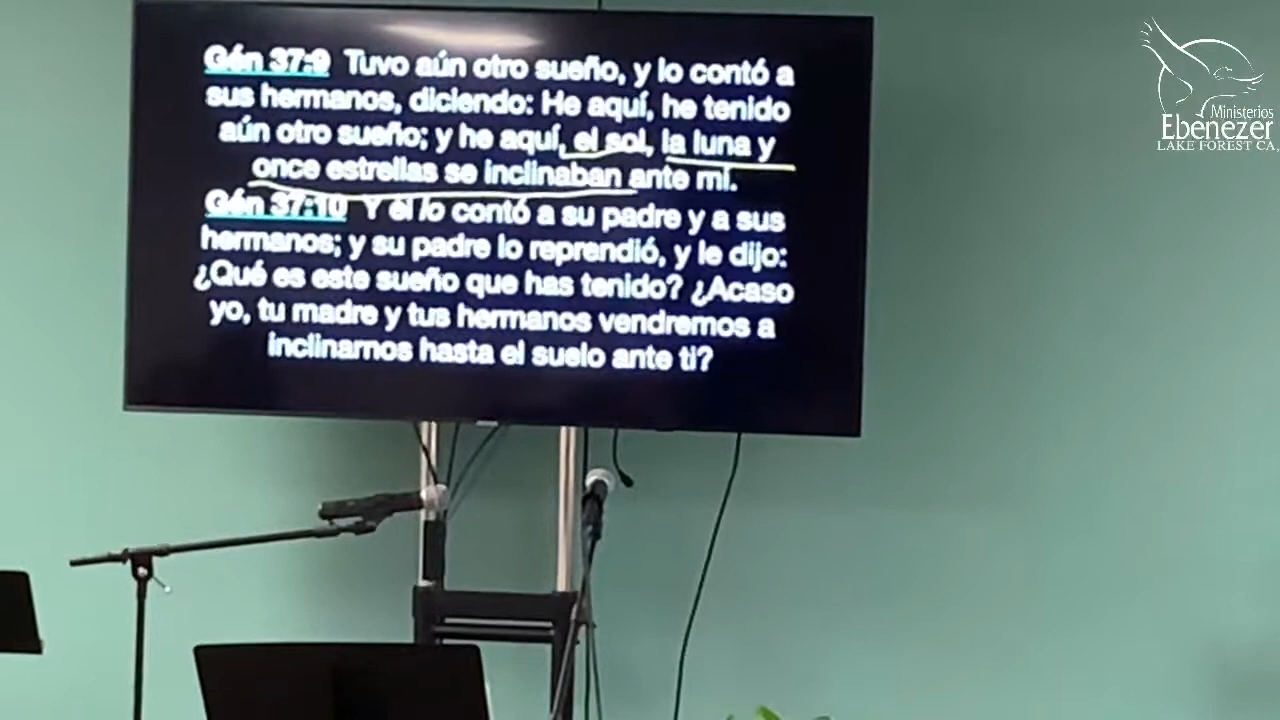 Gén 37:9 Tuvo aún otro sueño, y lo contó a
sus hermanos, diciendo: He aquí, he tenido
aún otro sueño; y he aquí, el sol, la luna y
once estrellas se inclinaban ante mí.
Gén 37:10 Y él lo contó a su padre y a sus
hermanos; y su padre lo reprendió, y le dijo:
¿Qué es este sueño que has tenido? ¿Acaso
yo, tu madre y tus hermanos vendremos a
inclinarnos hasta el suelo ante ti?
Ministerios
Ebenezer
LAKE FOREST CA.